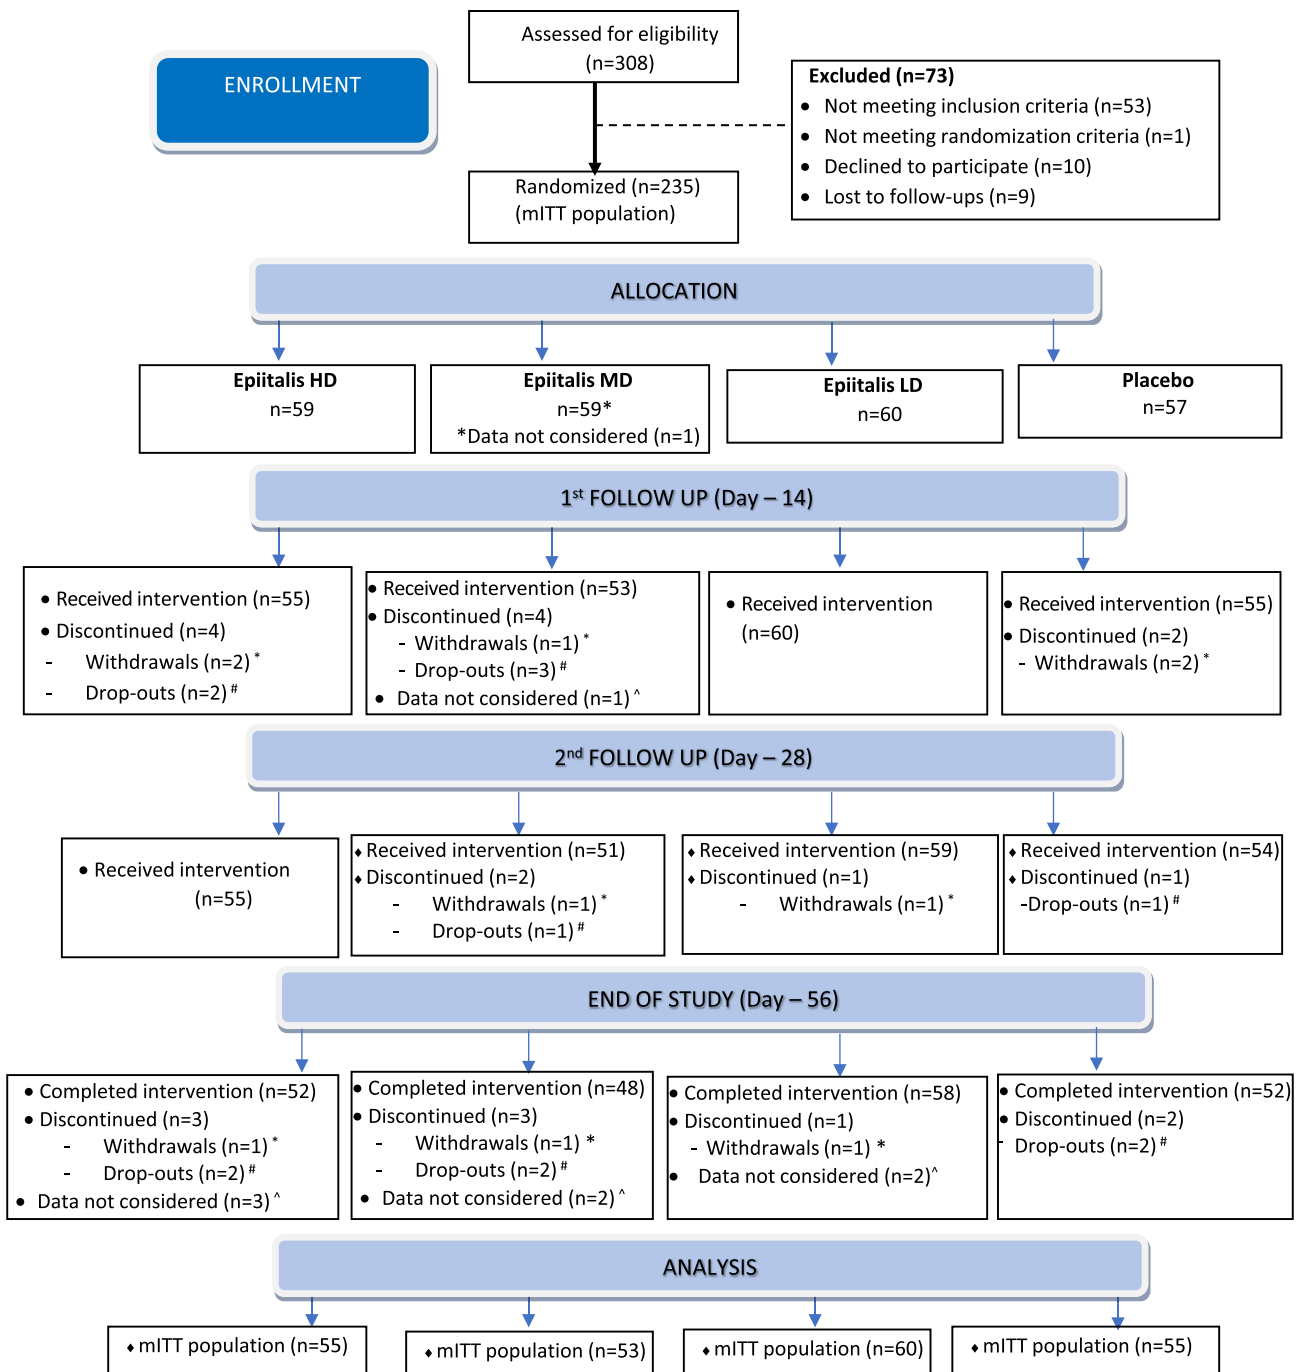 Assessed for eligibility
(n=308)
ENROLLMENT
Excluded (n=73)
• Not meeting inclusion criteria (n=53)
• Not meeting randomization criteria (n=1)
• Declined to participate (n=10)
• Lost to follow-ups (n=9)
Randomized (n=235)
(mITT population)
ALLOCATION
Epiitalis HD
n=59
Epiitalis MD
n=59*
*Data not considered (n=1)
Epiitalis LD
n=60
Placebo
n=57
1st FOLLOW UP (Day – 14)
• Received intervention (n=55)
• Discontinued (n=4)
- Withdrawals (n=2) *
- Drop-outs (n=2) #
• Received intervention (n=53)
• Discontinued (n=4)
- Withdrawals (n=1) *
- Drop-outs (n=3) #
• Data not considered (n=1) ^
• Received intervention
(n=60)
• Received intervention (n=55)
• Discontinued (n=2)
- Withdrawals (n=2) *
2nd FOLLOW UP (Day – 28)
• Received intervention
(n=55)
♦ Received intervention (n=51)
♦ Discontinued (n=2)
- Withdrawals (n=1) *
- Drop-outs (n=1) #
♦ Received intervention (n=59)
♦ Discontinued (n=1)
- Withdrawals (n=1) *
♦ Received intervention (n=54)
♦ Discontinued (n=1)
-Drop-outs (n=1) #
END OF STUDY (Day – 56)
• Completed intervention (n=52)
• Discontinued (n=3)
- Withdrawals (n=1) *
- Drop-outs (n=2) #
• Data not considered (n=3) ^
• Completed intervention (n=48)
• Discontinued (n=3)
- Withdrawals (n=1) *
- Drop-outs (n=2) #
• Data not considered (n=2) ^
• Completed intervention (n=58)
• Discontinued (n=1)
- Withdrawals (n=1) *
• Data not considered (n=2)^
• Completed intervention (n=52)
• Discontinued (n=2)
- Drop-outs (n=2) #
ANALYSIS
♦ mITT population (n=55)
♦ mITT population (n=53)
♦ mITT population (n=60)
♦ mITT population (n=55)